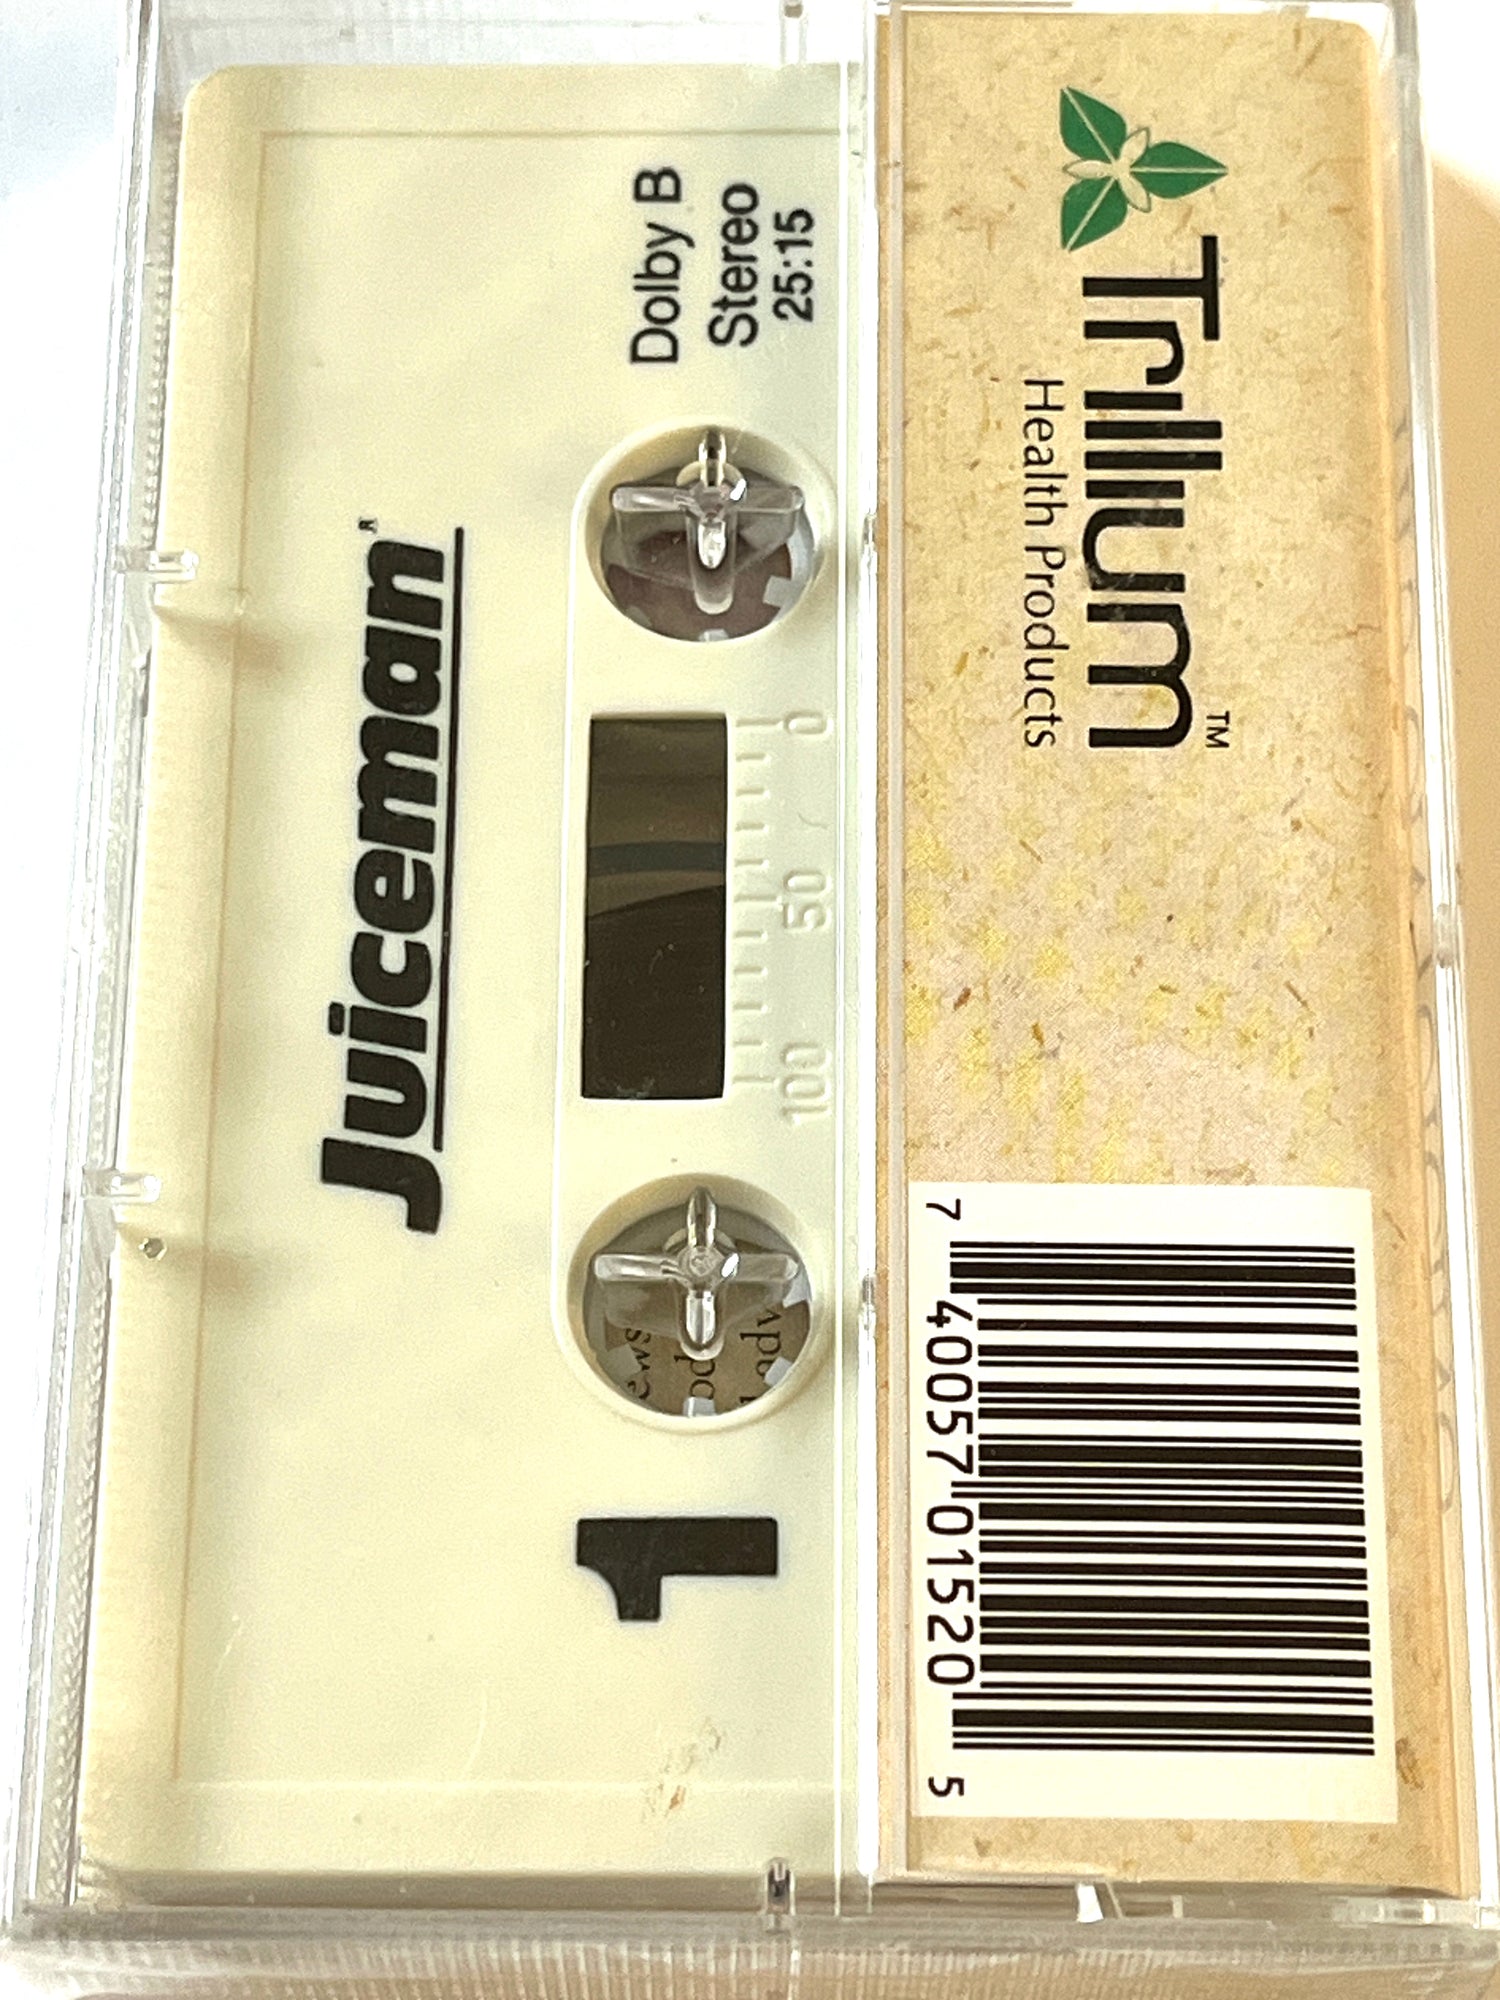 Juiceman®
Dolby B
Stereo
25:15
100 50 0
1
Trillium™
Health Products
7 40057 01520 5